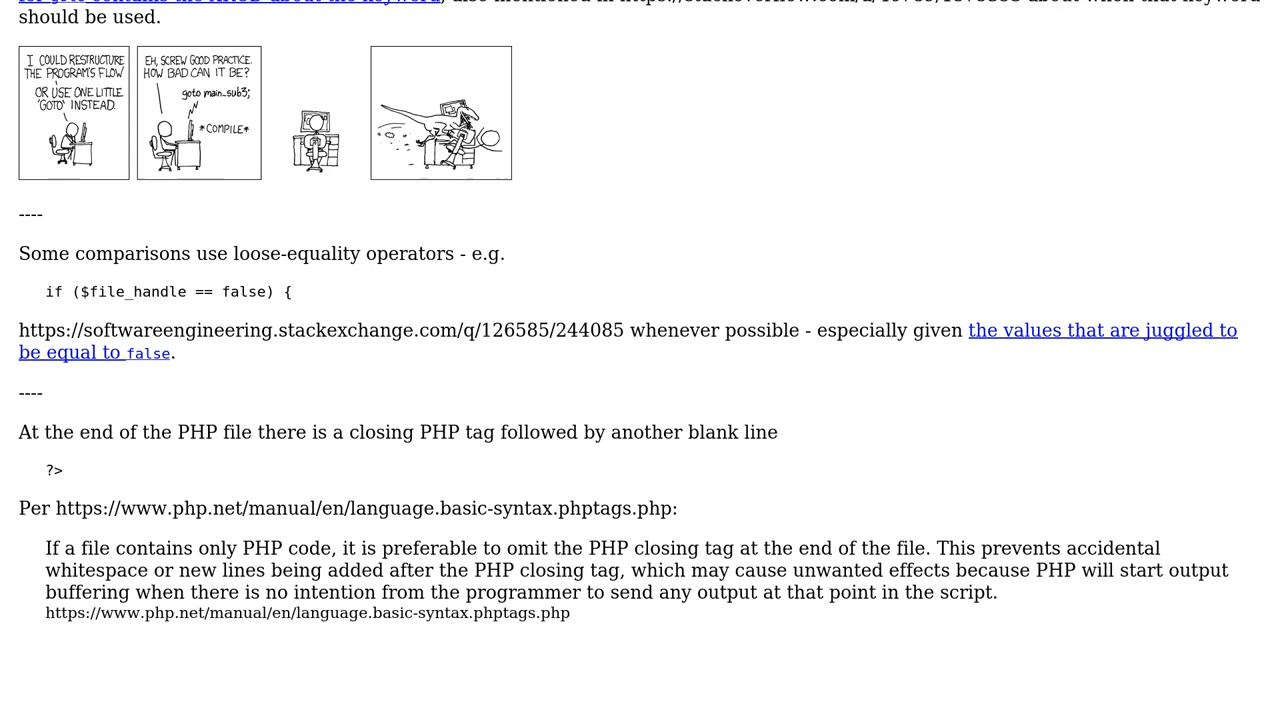 should be used.
I COULD RESTRUCTURE
THE PROGRAM'S FLOW
OR USE ONE LITTLE
'GOTO' INSTEAD.
EH, SCREW GOOD PRACTICE.
HOW BAD CAN IT BE?
goto main_sub3;
*COMPILE*
----
Some comparisons use loose-equality operators - e.g.
if ($file_handle == false) {
https://softwareengineering.stackexchange.com/q/126585/244085 whenever possible - especially given the values that are juggled to
be equal to false.
----
At the end of the PHP file there is a closing PHP tag followed by another blank line
?>
Per https://www.php.net/manual/en/language.basic-syntax.phptags.php:
If a file contains only PHP code, it is preferable to omit the PHP closing tag at the end of the file. This prevents accidental
whitespace or new lines being added after the PHP closing tag, which may cause unwanted effects because PHP will start output
buffering when there is no intention from the programmer to send any output at that point in the script.
https://www.php.net/manual/en/language.basic-syntax.phptags.php